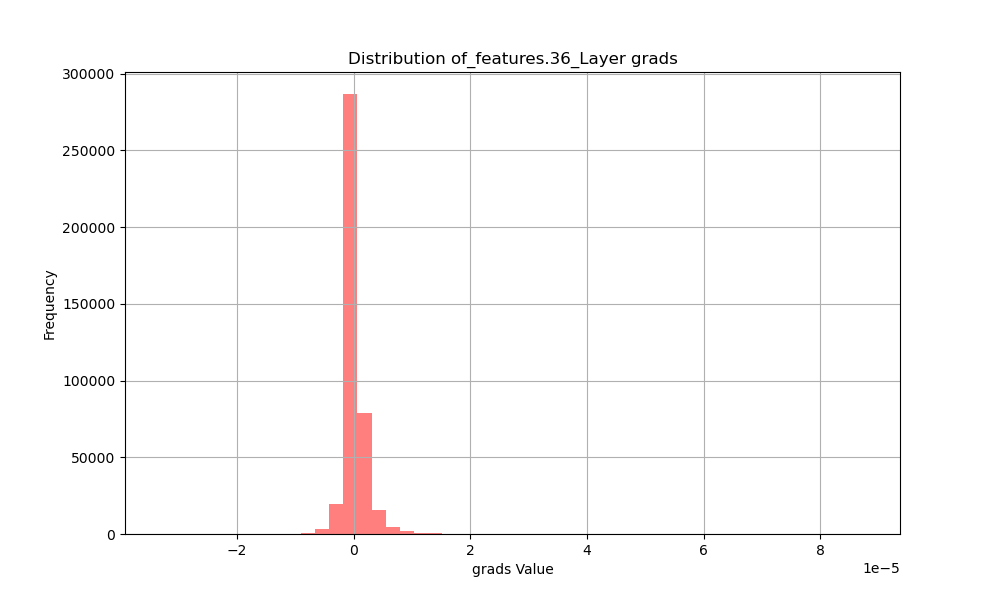 Distribution of_features.36_Layer grads
300000
250000
200000
150000
100000
50000
0
Frequency
−2 0 2 4 6 8
1e−5
grads Value